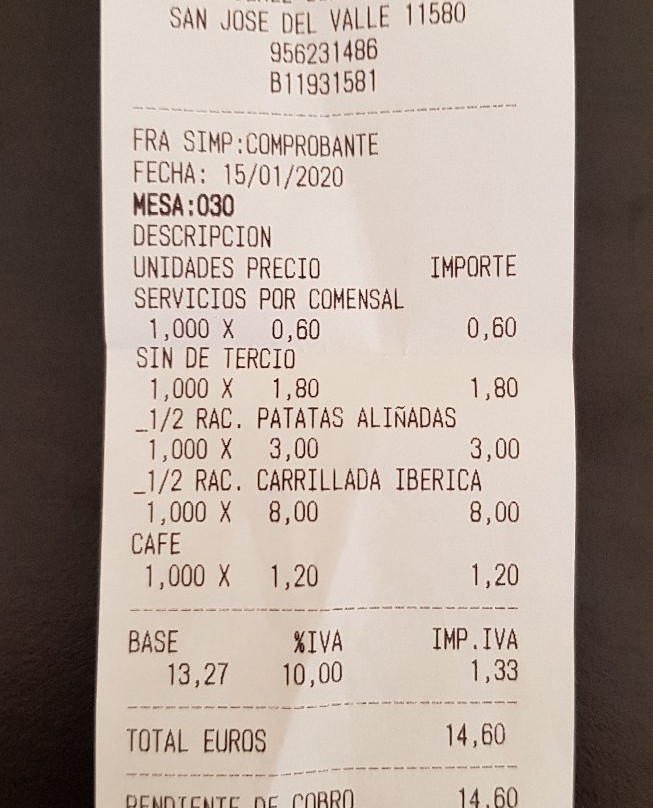 SAN JOSE DEL VALLE 11580
956231486
B11931581
FRA SIMP:COMPROBANTE
FECHA: 15/01/2020
MESA:030
DESCRIPCION
UNIDADES PRECIO IMPORTE
SERVICIOS POR COMENSAL
1,000 X 0,60 0,60
SIN DE TERCIO
1,000 X 1,80 1,80
_1/2 RAC. PATATAS ALIÑADAS
1,000 X 3,00 3,00
_1/2 RAC. CARRILLADA IBERICA
1,000 X 8,00 8,00
CAFE
1,000 X 1,20 1,20
BASE %IVA IMP.IVA
13,27 10,00 1,33
TOTAL EUROS 14,60
PENDIENTE DE COBRO 14,60